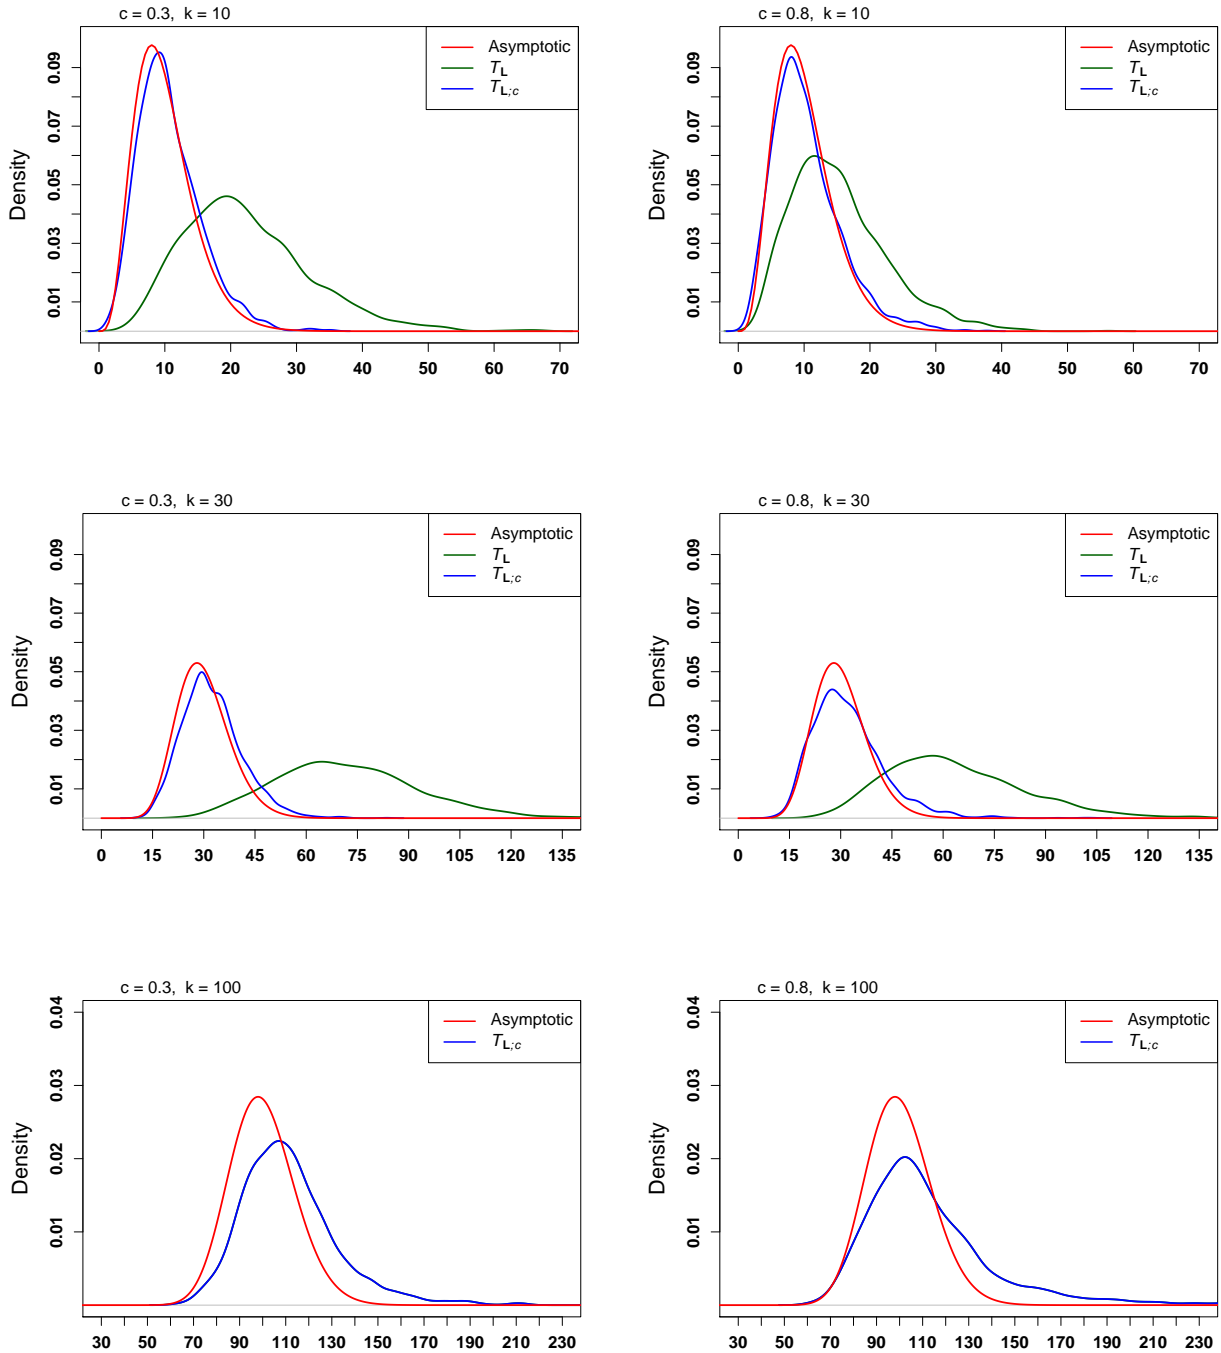 c = 0.3, k = 10
Density
0.01 0.03 0.05 0.07 0.09
Asymptotic
T_L
T_L;c
0 10 20 30 40 50 60 70
c = 0.8, k = 10
Density
0.01 0.03 0.05 0.07 0.09
Asymptotic
T_L
T_L;c
0 10 20 30 40 50 60 70
c = 0.3, k = 30
Density
0.01 0.03 0.05 0.07 0.09
Asymptotic
T_L
T_L;c
0 15 30 45 60 75 90 105 120 135
c = 0.8, k = 30
Density
0.01 0.03 0.05 0.07 0.09
Asymptotic
T_L
T_L;c
0 15 30 45 60 75 90 105 120 135
c = 0.3, k = 100
Density
0.01 0.02 0.03 0.04
Asymptotic
T_L;c
30 50 70 90 110 130 150 170 190 210 230
c = 0.8, k = 100
Density
0.01 0.02 0.03 0.04
Asymptotic
T_L;c
30 50 70 90 110 130 150 170 190 210 230